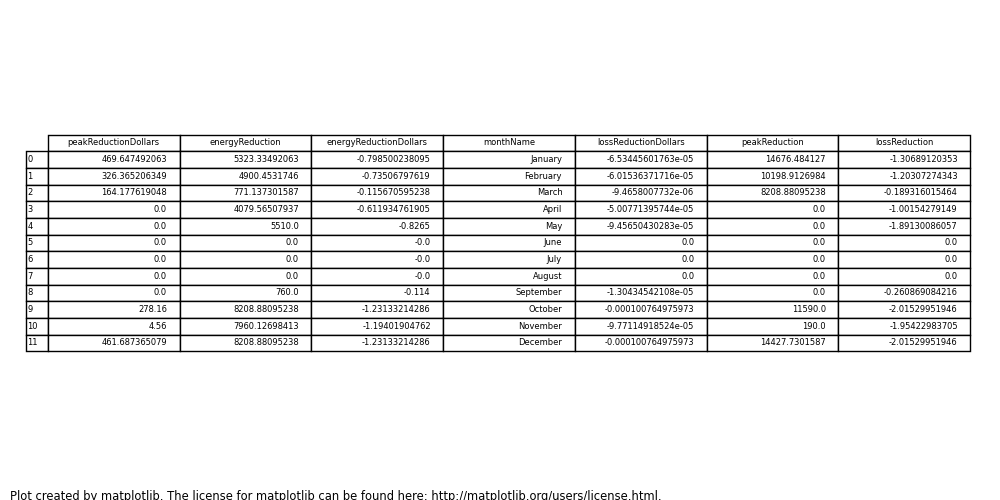 peakReductionDollars energyReduction energyReductionDollars monthName lossReductionDollars peakReduction lossReduction
0 469.647492063 5323.33492063 -0.798500238095 January -6.53445601763e-05 14676.484127 -1.30689120353
1 326.365206349 4900.4531746 -0.73506797619 February -6.01536371716e-05 10198.9126984 -1.20307274343
2 164.177619048 771.137301587 -0.115670595238 March -9.4658007732e-06 8208.88095238 -0.189316015464
3 0.0 4079.56507937 -0.611934761905 April -5.00771395744e-05 0.0 -1.00154279149
4 0.0 5510.0 -0.8265 May -9.45650430283e-05 0.0 -1.89130086057
5 0.0 0.0 -0.0 June 0.0 0.0 0.0
6 0.0 0.0 -0.0 July 0.0 0.0 0.0
7 0.0 0.0 -0.0 August 0.0 0.0 0.0
8 0.0 760.0 -0.114 September -1.30434542108e-05 0.0 -0.260869084216
9 278.16 8208.88095238 -1.23133214286 October -0.000100764975973 11590.0 -2.01529951946
10 4.56 7960.12698413 -1.19401904762 November -9.77114918524e-05 190.0 -1.95422983705
11 461.687365079 8208.88095238 -1.23133214286 December -0.000100764975973 14427.7301587 -2.01529951946
Plot created by matplotlib. The license for matplotlib can be found here: http://matplotlib.org/users/license.html.